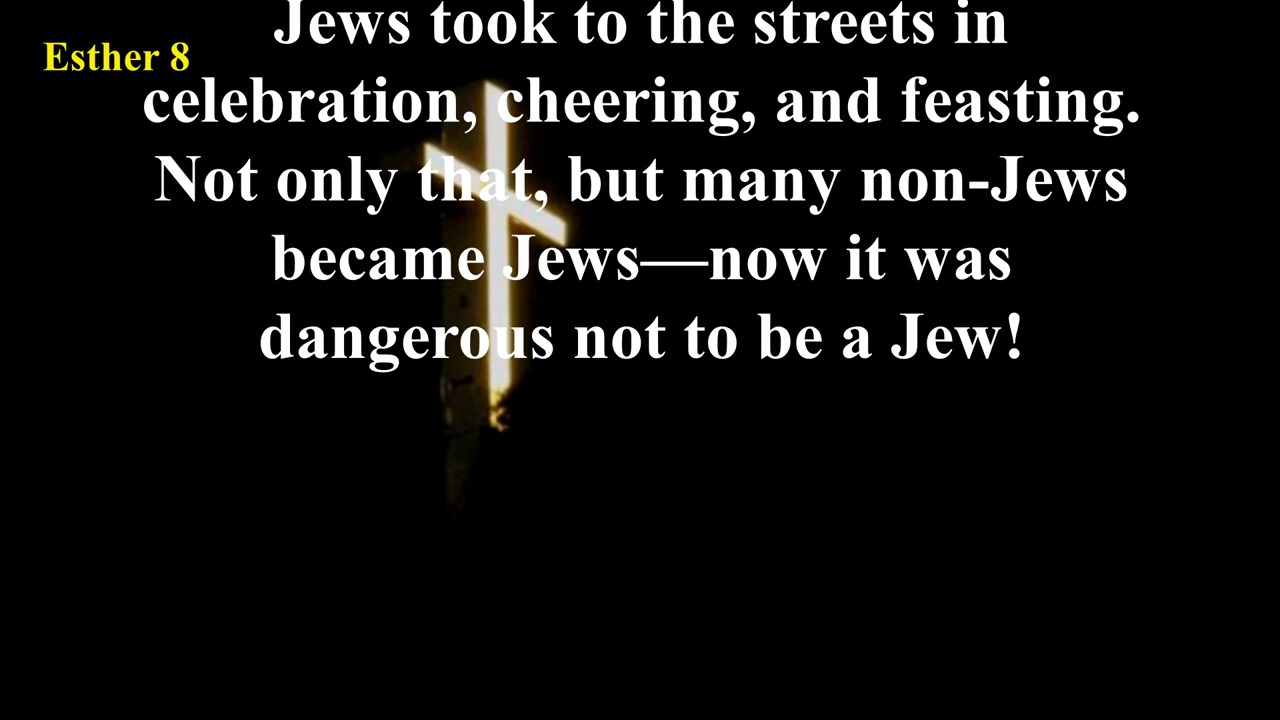 Esther 8
Jews took to the streets in
celebration, cheering, and feasting.
Not only that, but many non-Jews
became Jews—now it was
dangerous not to be a Jew!